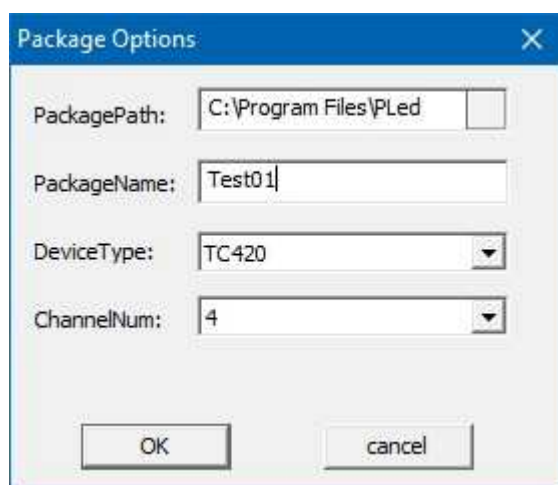 Package Options
PackagePath: C:\Program Files\PLed
PackageName: Test01
DeviceType: TC420
ChannelNum: 4
OK cancel